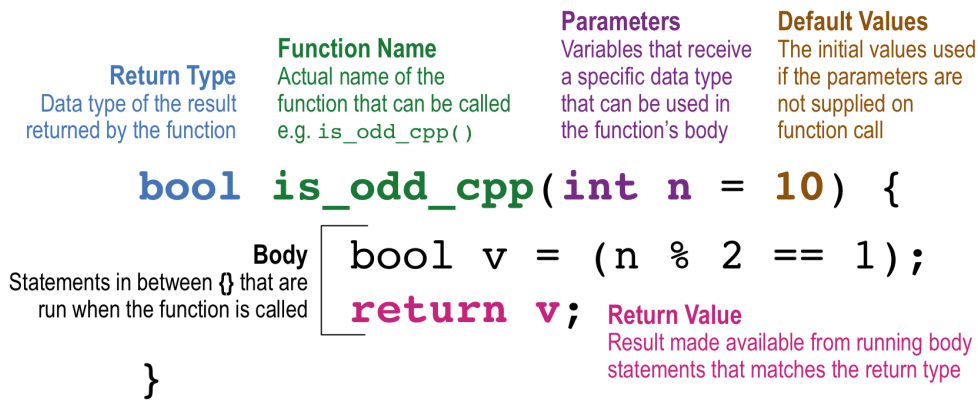 Return Type
Data type of the result
returned by the function
Function Name
Actual name of the
function that can be called
e.g. is_odd_cpp()
Parameters
Variables that receive
a specific data type
that can be used in
the function's body
Default Values
The initial values used
if the parameters are
not supplied on
function call
bool is_odd_cpp(int n = 10) {
Body
Statements in between {} that are
run when the function is called
bool v = (n % 2 == 1);
return v;
Return Value
Result made available from running body
statements that matches the return type
}